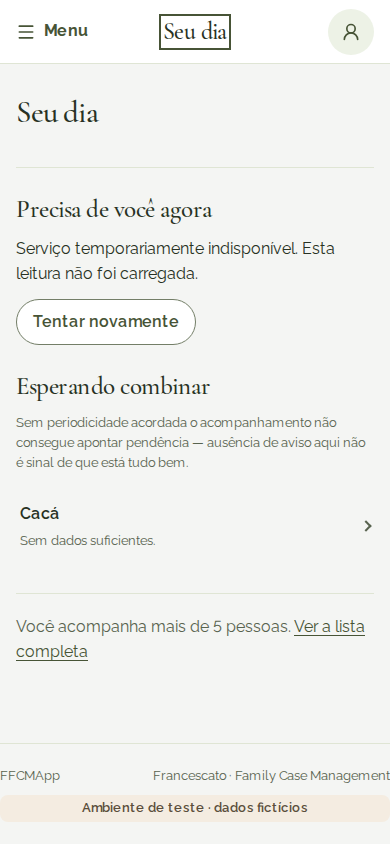 Menu
Seu dia
Seu dia
Precisa de você agora
Serviço temporariamente indisponível. Esta
leitura não foi carregada.
Tentar novamente
Esperando combinar
Sem periodicidade acordada o acompanhamento não
consegue apontar pendência — ausência de aviso aqui não
é sinal de que está tudo bem.
Cacá
Sem dados suficientes.
Você acompanha mais de 5 pessoas. Ver a lista
completa
FFCMApp
Francescato · Family Case Management
Ambiente de teste · dados fictícios